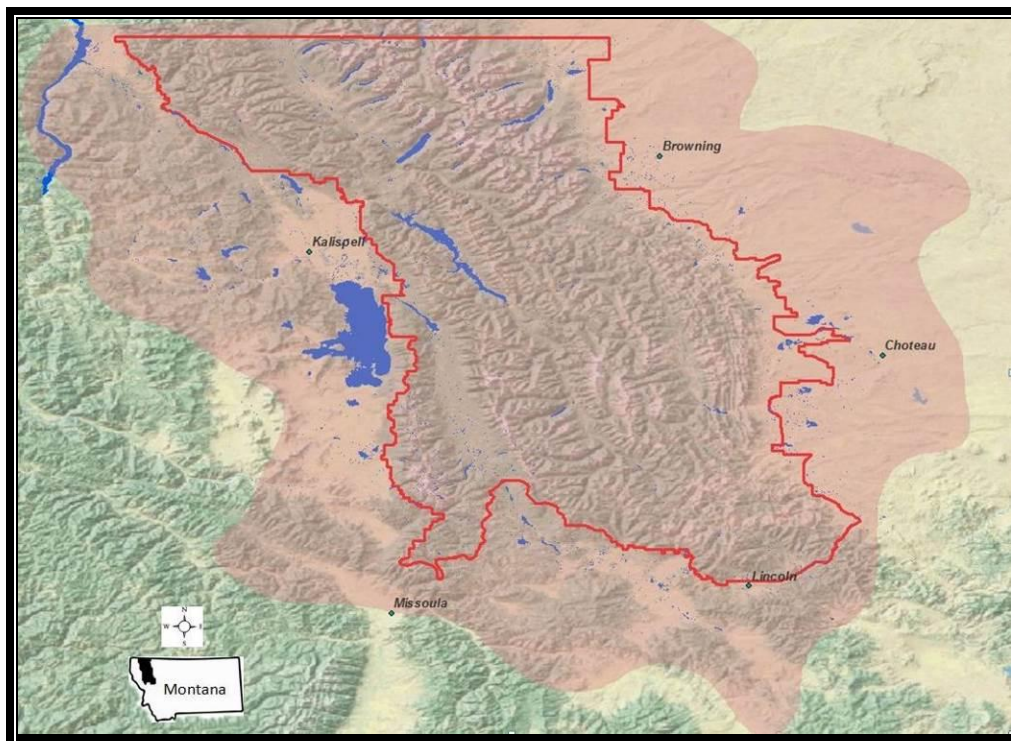 Browning
Kalispell
Choteau
Lincoln
Missoula
N
W E
S
Montana